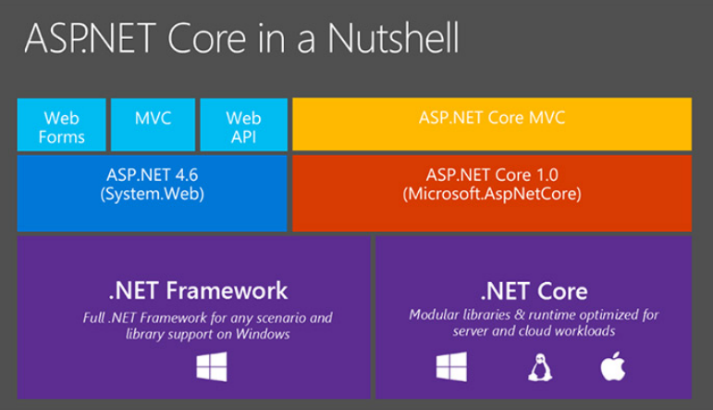 ASP.NET Core in a Nutshell
Web
Forms
MVC
Web
API
ASP.NET Core MVC
ASP.NET 4.6
(System.Web)
ASP.NET Core 1.0
(Microsoft.AspNetCore)
.NET Framework
Full .NET Framework for any scenario and
library support on Windows
.NET Core
Modular libraries & runtime optimized for
server and cloud workloads